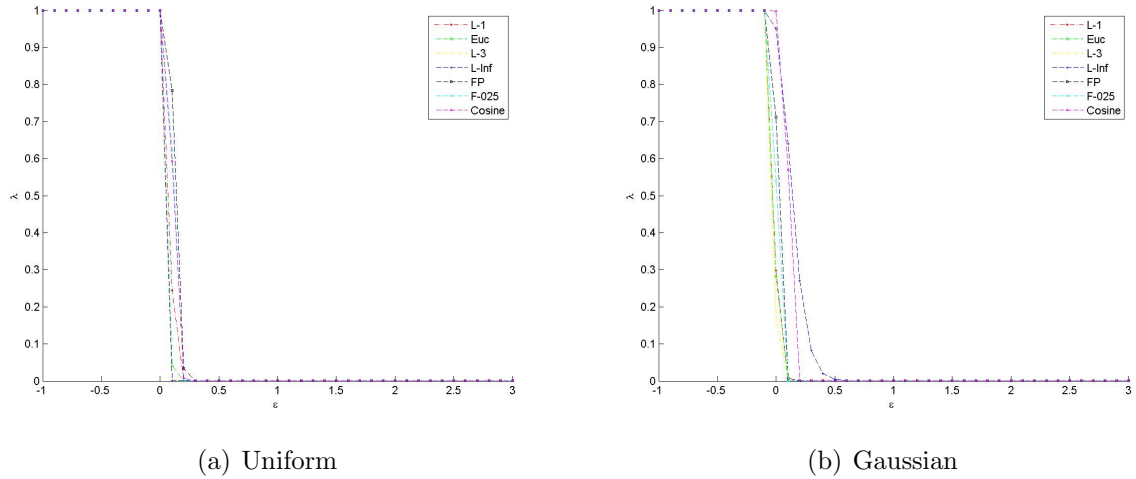 1
0.9
0.8
0.7
0.6
0.5
0.4
0.3
0.2
0.1
0
λ
-1
-0.5
0
0.5
1
1.5
2
2.5
3
ε
L-1
Euc
L-3
L-Inf
FP
F-025
Cosine
(a) Uniform
1
0.9
0.8
0.7
0.6
0.5
0.4
0.3
0.2
0.1
0
λ
-1
-0.5
0
0.5
1
1.5
2
2.5
3
ε
L-1
Euc
L-3
L-Inf
FP
F-025
Cosine
(b) Gaussian